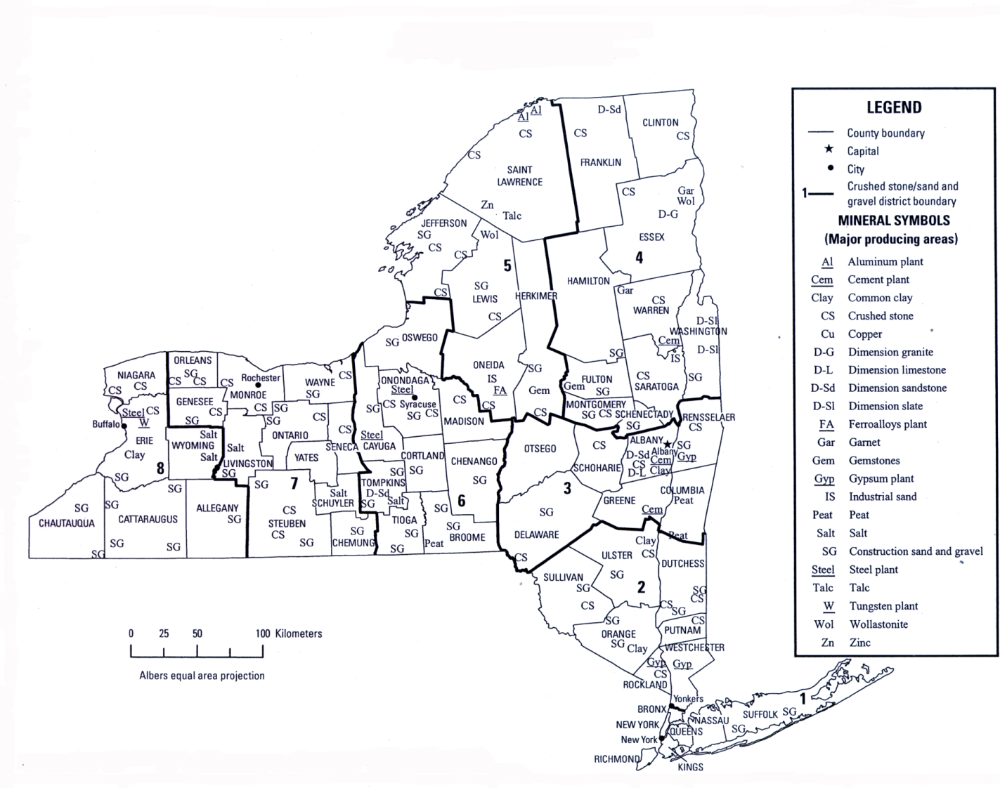 Al
Al
D-Sd
CLINTON
CS
CS
CS
CS
FRANKLIN
SAINT
LAWRENCE
CS
Gar
Wol
Zn
Talc
D-G
JEFFERSON
SG
CS
CS
Wol
ESSEX
4
5
HAMILTON
SG
LEWIS
CS
HERKIMER
CS
Gar
CS
WARREN
D-Sl
WASHINGTON
Cem
D-Sl
IS
SG
OSWEGO
SG
ONEIDA
IS
FA
CS
SG
Gem
CS
SG
FULTON
Gem
SG
CS
SARATOGA
SG
MONTGOMERY
SG
CS
SCHENECTADY
SG
RENSSELAER
CS
NIAGARA
CS
CS
ORLEANS
SG
CS
CS
CS
Rochester
MONROE
CS
SG
WAYNE
CS
SG
ONONDAGA
Steel
CS
Syracuse
SG
CS
SG
CS
MADISON
GENESEE
CS
SG
Steel
CS
W
Buffalo
ERIE
Clay
8
SG
WYOMING
Salt
Salt
Salt
LIVINGSTON
SG
SG
ONTARIO
CS
YATES
CS
SENECA
Steel
CAYUGA
CORTLAND
SG
CHENANGO
SG
6
OTSEGO
CS
SCHOHARIE
ALBANY
Albany
D-Sd
CS
Cem
D-L
Clay
SG
Gyp
3
GREENE
Cem
COLUMBIA
Peat
Peat
SG
DELAWARE
CS
CHAUTAUQUA
SG
SG
SG
CATTARAUGUS
SG
SG
SG
ALLEGANY
SG
SG
7
CS
STEUBEN
CS
SG
Salt
SCHUYLER
SG
CHEMUNG
SG
TOMPKINS
D-Sd
Salt
SG
TIOGA
SG
SG
SG
SG
BROOME
Peat
Clay
ULSTER
CS
SG
2
DUTCHESS
SG
CS
CS
SG
SULLIVAN
SG
CS
SG
ORANGE
SG
Clay
CS
PUTNAM
WESTCHESTER
Gyp
Gyp
CS
ROCKLAND
Yonkers
BRONX
NEW YORK
New York
QUEENS
NASSAU
SUFFOLK
SG
SG
1
RICHMOND
KINGS
0 25 50 100 Kilometers
Albers equal area projection
LEGEND
County boundary
Capital
City
1 Crushed stone/sand and
gravel district boundary
MINERAL SYMBOLS
(Major producing areas)
Al Aluminum plant
Cem Cement plant
Clay Common clay
CS Crushed stone
Cu Copper
D-G Dimension granite
D-L Dimension limestone
D-Sd Dimension sandstone
D-Sl Dimension slate
FA Ferroalloys plant
Gar Garnet
Gem Gemstones
Gyp Gypsum plant
IS Industrial sand
Peat Peat
Salt Salt
SG Construction sand and gravel
Steel Steel plant
Talc Talc
W Tungsten plant
Wol Wollastonite
Zn Zinc